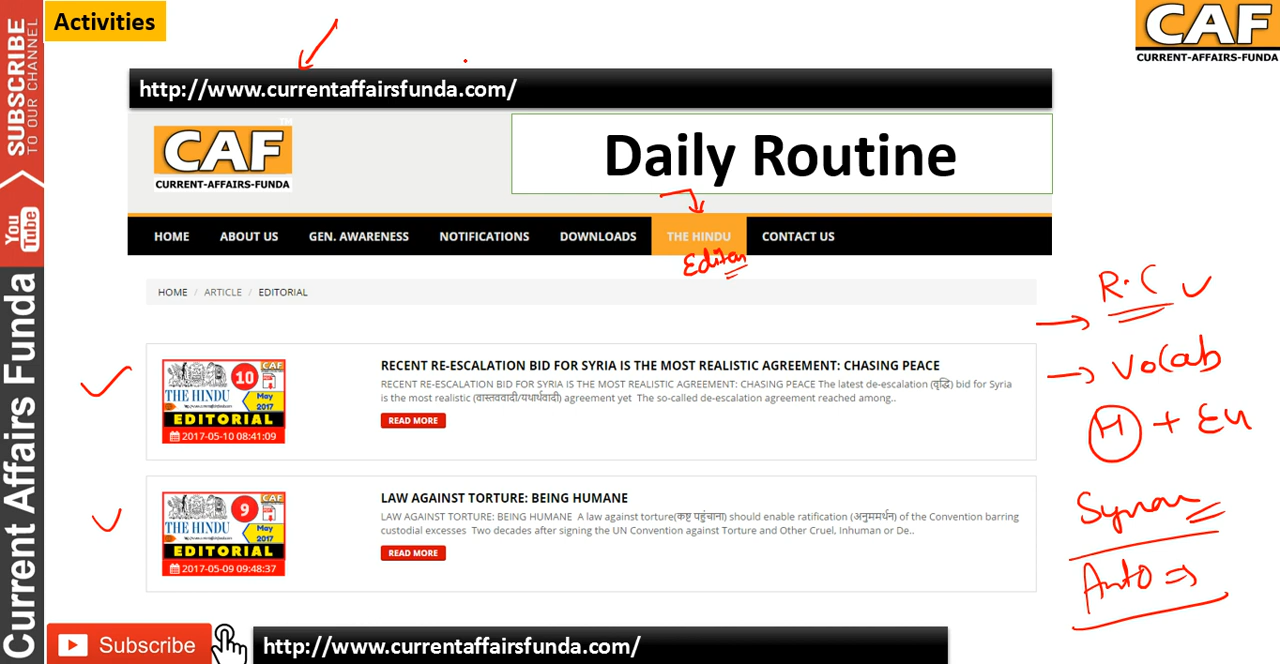 Activities
SUBSCRIBE
TO OUR CHANNEL
You
Tube
Current Affairs Funda
CAF
CURRENT-AFFAIRS-FUNDA
http://www.currentaffairsfunda.com/
CAF
TM
CURRENT-AFFAIRS-FUNDA
Daily Routine
HOME ABOUT US GEN. AWARENESS NOTIFICATIONS DOWNLOADS THE HINDU CONTACT US
HOME / ARTICLE / EDITORIAL
R.C
Vocab
H + En
Synon
Anto
CAF
10
THE HINDU
May
2017
EDITORIAL
2017-05-10 08:41:09
RECENT RE-ESCALATION BID FOR SYRIA IS THE MOST REALISTIC AGREEMENT: CHASING PEACE
RECENT RE-ESCALATION BID FOR SYRIA IS THE MOST REALISTIC AGREEMENT: CHASING PEACE The latest de-escalation (वृद्धि) bid for Syria
is the most realistic (वास्तववादी/यथार्थवादी) agreement yet The so-called de-escalation agreement reached among..
READ MORE
CAF
9
THE HINDU
May
2017
EDITORIAL
2017-05-09 09:48:37
LAW AGAINST TORTURE: BEING HUMANE
LAW AGAINST TORTURE: BEING HUMANE A law against torture(कष्ट पहुंचाना) should enable ratification (अनुसमर्थन) of the Convention barring
custodial excesses Two decades after signing the UN Convention against Torture and Other Cruel, Inhuman or De..
READ MORE
Subscribe
http://www.currentaffairsfunda.com/